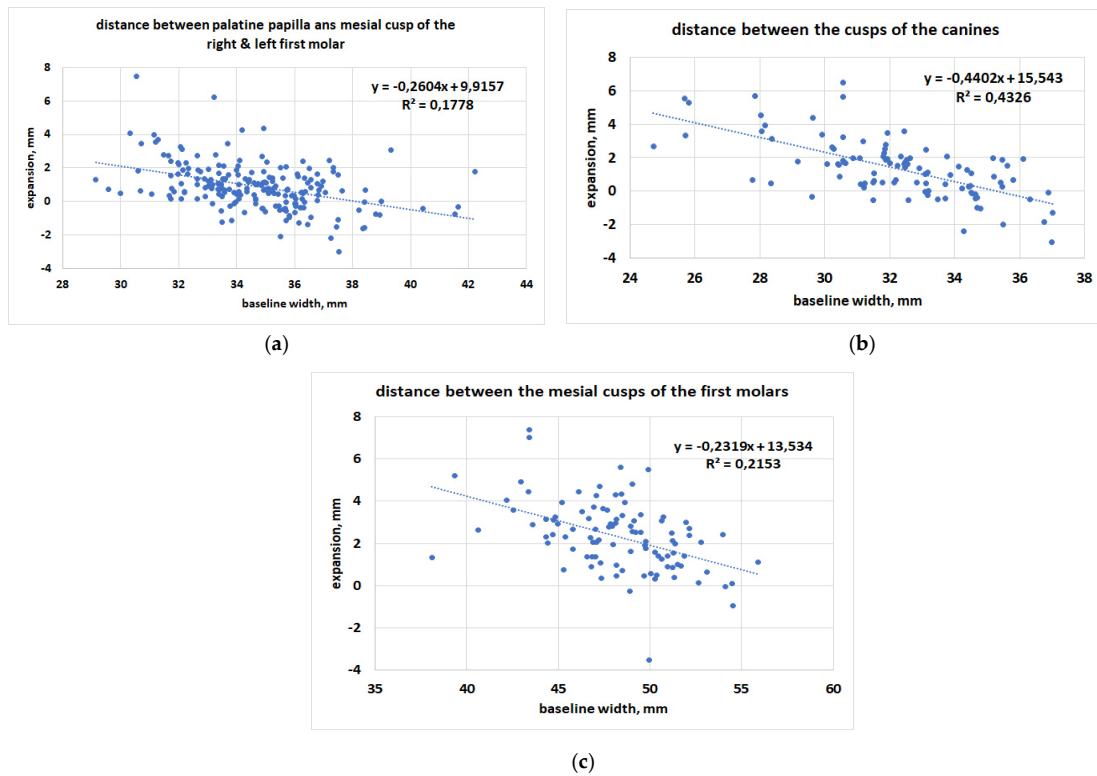 distance between palatine papilla ans mesial cusp of the
right & left first molar
y = -0,2604x + 9,9157
R² = 0,1778
expansion, mm
8
6
4
2
0
-2
-4
28 30 32 34 36 38 40 42 44
baseline width, mm
(a)
distance between the cusps of the canines
y = -0,4402x + 15,543
R² = 0,4326
expansion, mm
8
6
4
2
0
-2
-4
24 26 28 30 32 34 36 38
baseline width, mm
(b)
distance between the mesial cusps of the first molars
y = -0,2319x + 13,534
R² = 0,2153
expansion, mm
8
6
4
2
0
-2
-4
35 40 45 50 55 60
baseline width, mm
(c)